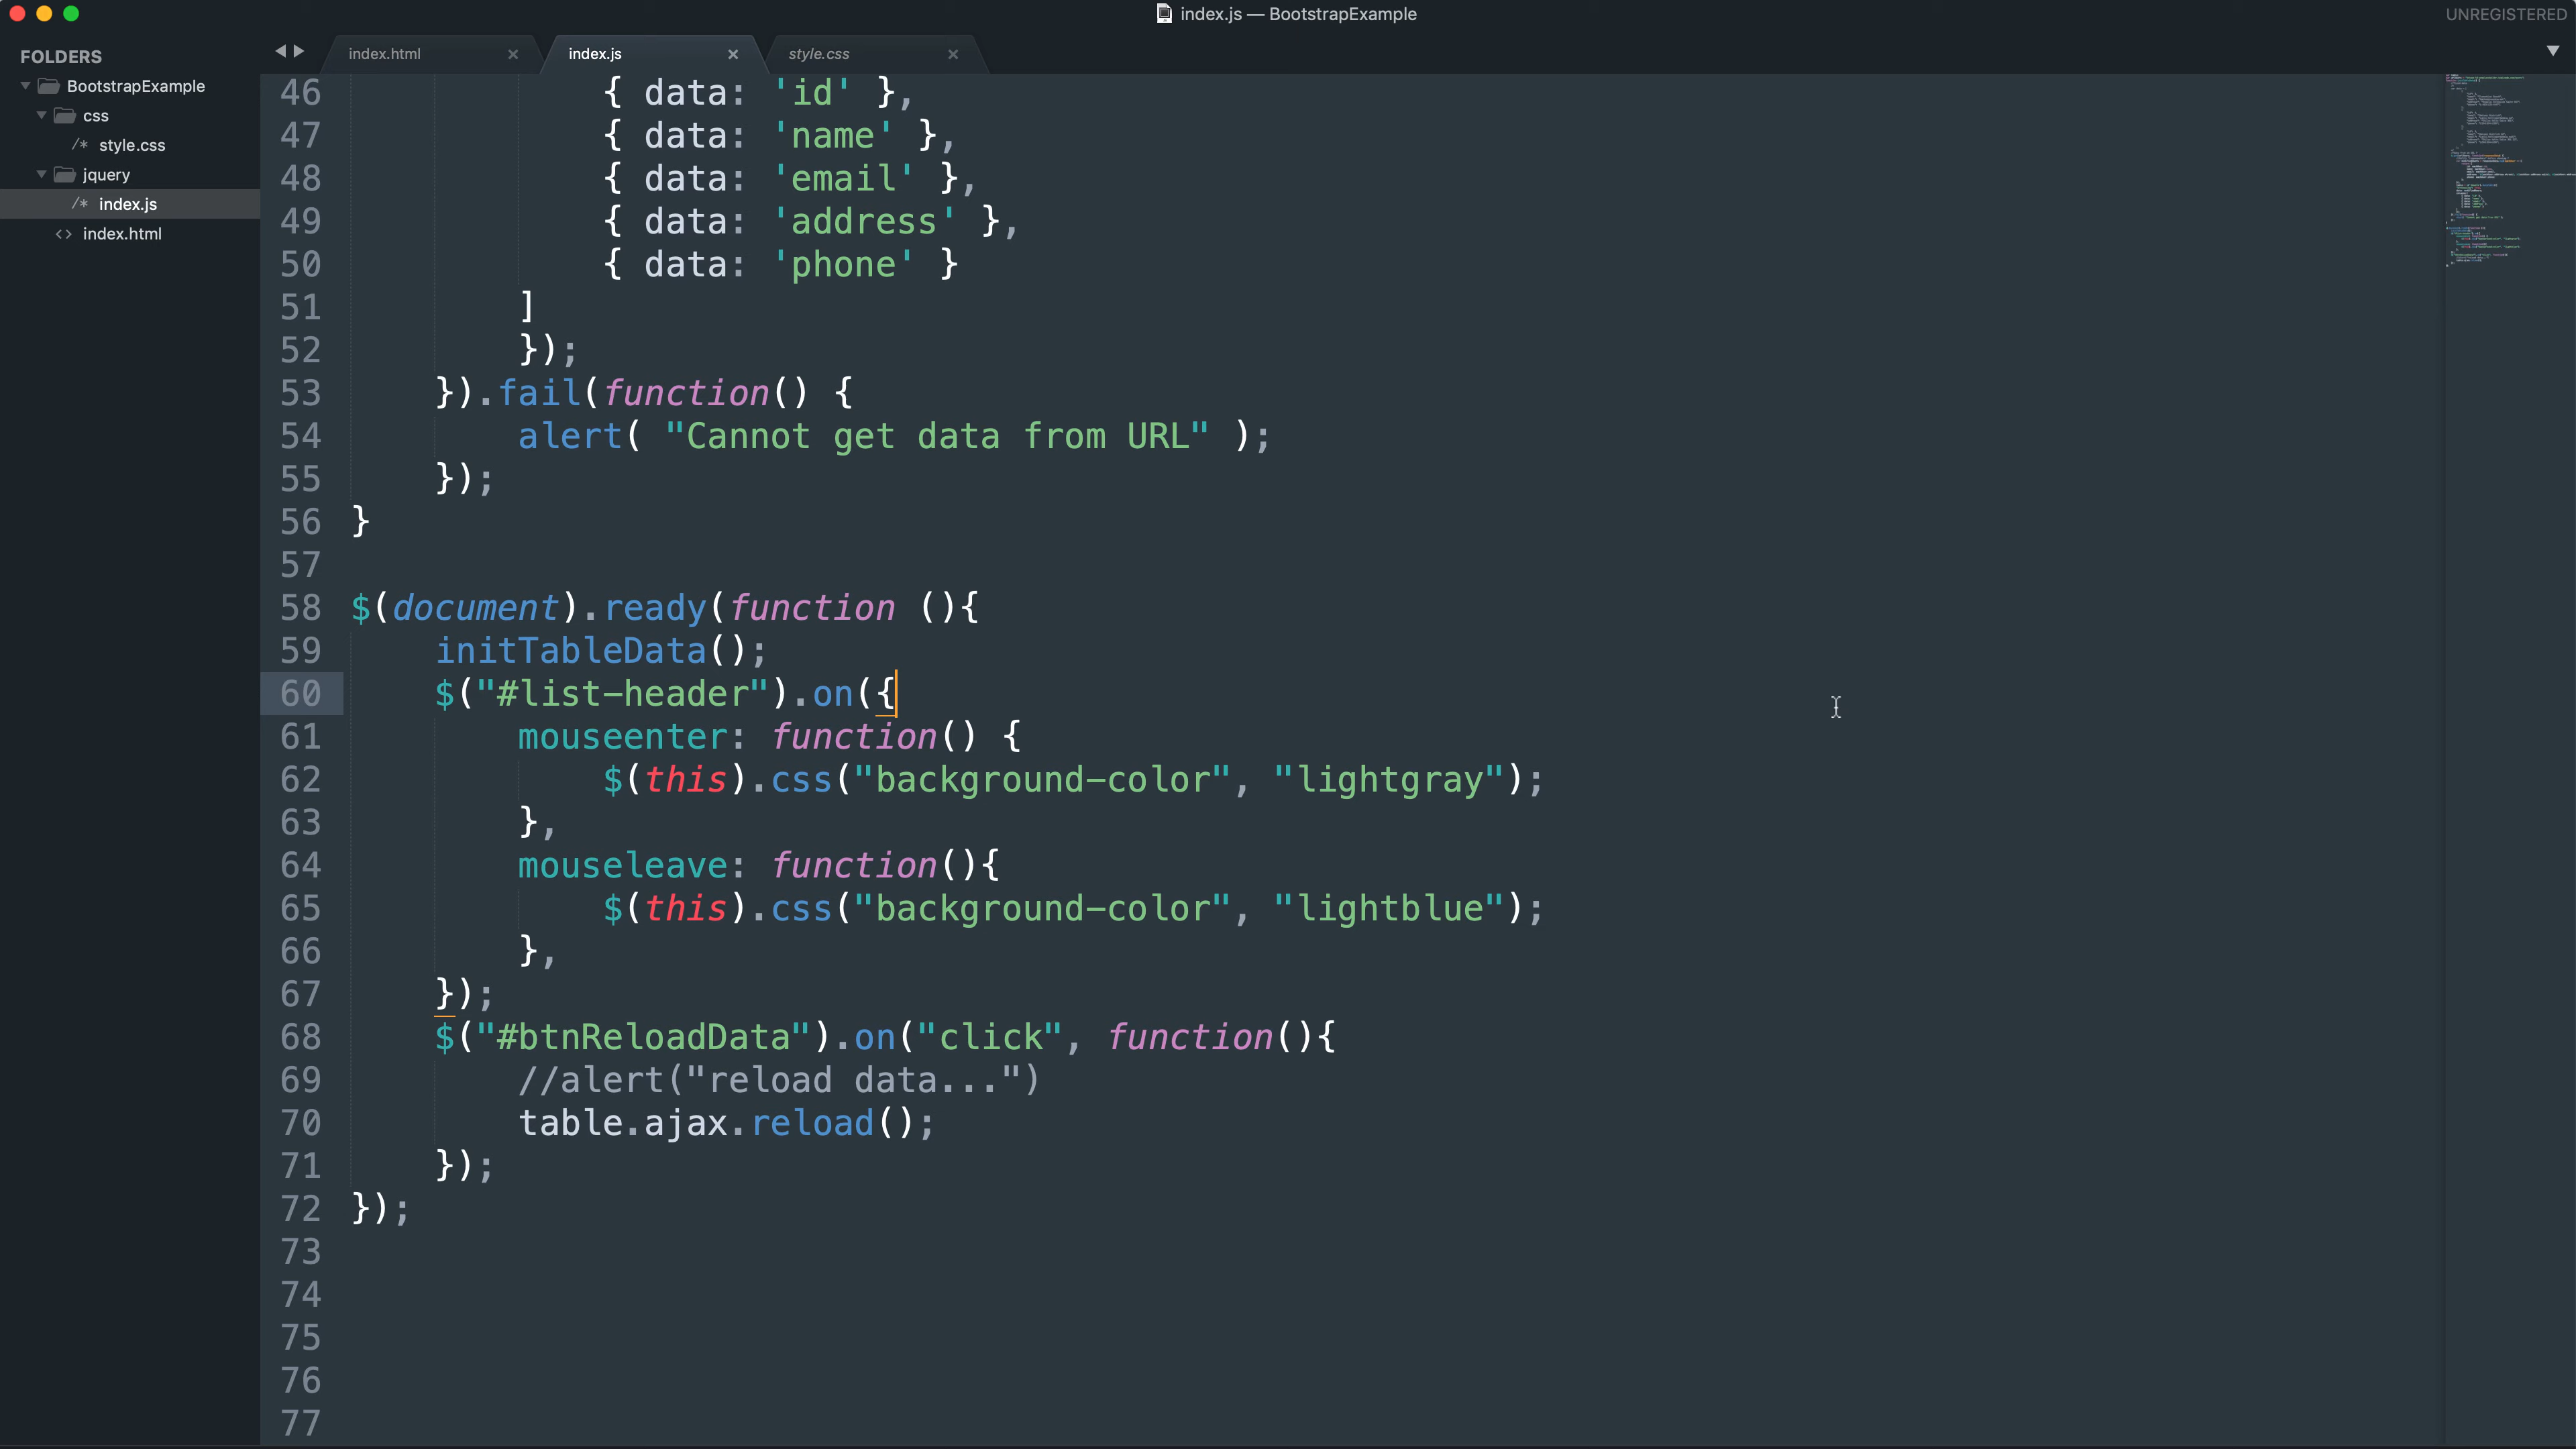 index.js — BootstrapExample
UNREGISTERED
FOLDERS
BootstrapExample
css
/* style.css
jquery
/* index.js
<> index.html
index.html ×
index.js ×
style.css ×
46 { data: 'id' },
47 { data: 'name' },
48 { data: 'email' },
49 { data: 'address' },
50 { data: 'phone' }
51 ]
52 });
53 }).fail(function() {
54 alert( "Cannot get data from URL" );
55 });
56 }
57
58 $(document).ready(function (){
59 initTableData();
60 $("#list-header").on({
61 mouseenter: function() {
62 $(this).css("background-color", "lightgray");
63 },
64 mouseleave: function(){
65 $(this).css("background-color", "lightblue");
66 },
67 });
68 $("#btnReloadData").on("click", function(){
69 //alert("reload data...")
70 table.ajax.reload();
71 });
72 });
73
74
75
76
77